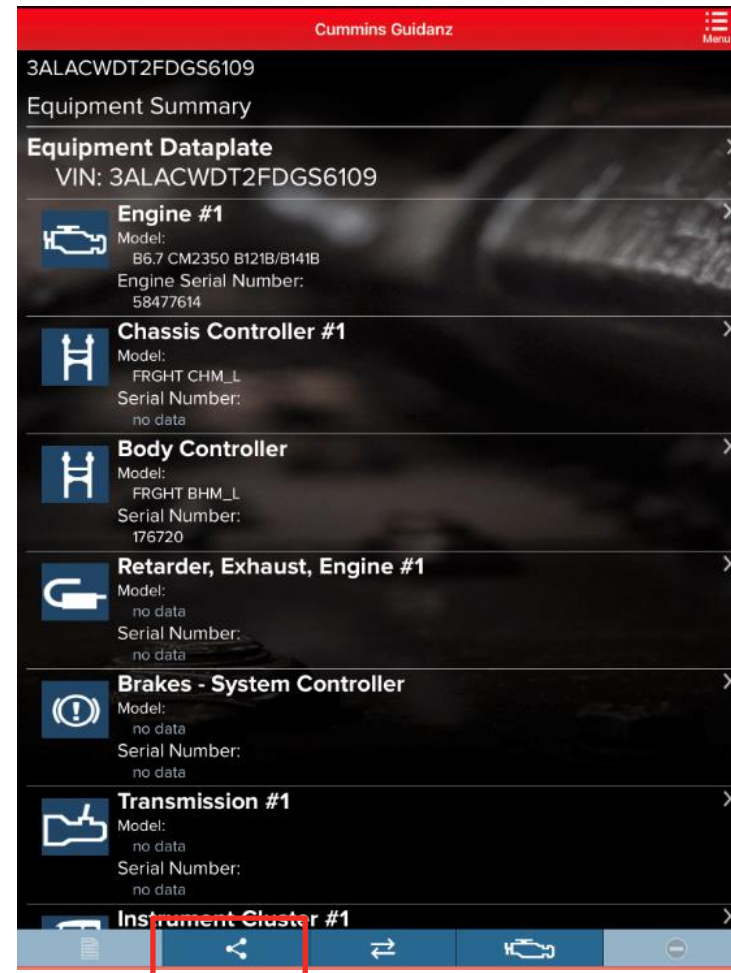 Cummins Guidanz
Menu
3ALACWDT2FDGS6109
Equipment Summary
Equipment Dataplate
VIN: 3ALACWDT2FDGS6109
Engine #1
Model:
B6.7 CM2350 B121B/B141B
Engine Serial Number:
58477614
Chassis Controller #1
Model:
FRGHT CHM_L
Serial Number:
no data
Body Controller
Model:
FRGHT BHM_L
Serial Number:
176720
Retarder, Exhaust, Engine #1
Model:
no data
Serial Number:
no data
Brakes - System Controller
Model:
no data
Serial Number:
no data
Transmission #1
Model:
no data
Serial Number:
no data
Instrument Cluster #1